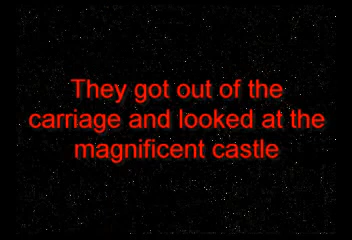 They got out of the
carriage and looked at the
magnificent castle